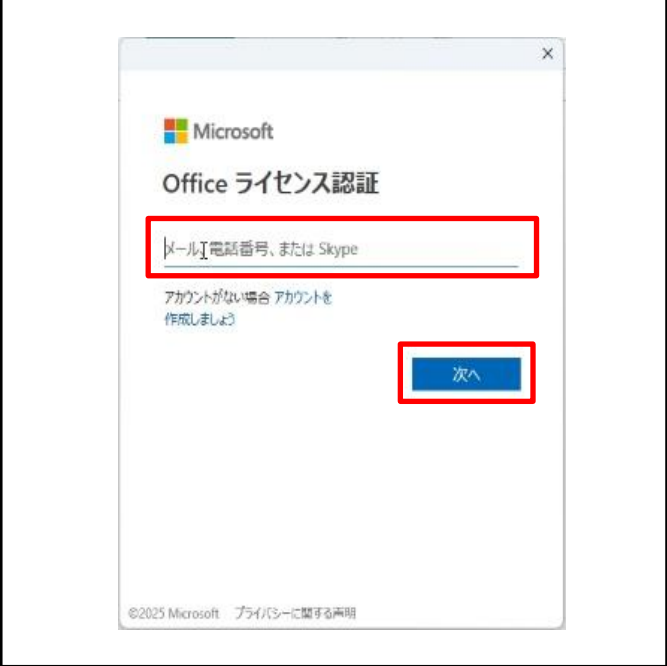 Microsoft
Office ライセンス認証
メール、電話番号、または Skype
アカウントがない場合 アカウントを
作成しましょう
次へ
©2025 Microsoft プライバシーに関する声明